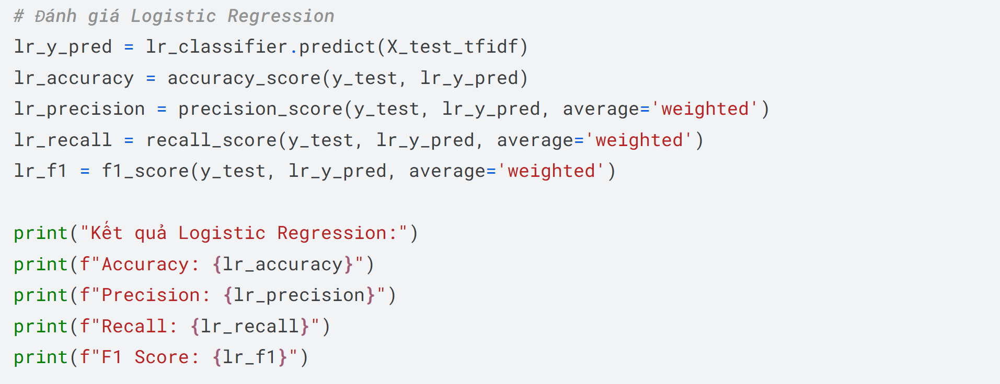 # Đánh giá Logistic Regression
lr_y_pred = lr_classifier.predict(X_test_tfidf)
lr_accuracy = accuracy_score(y_test, lr_y_pred)
lr_precision = precision_score(y_test, lr_y_pred, average='weighted')
lr_recall = recall_score(y_test, lr_y_pred, average='weighted')
lr_f1 = f1_score(y_test, lr_y_pred, average='weighted')
print("Kết quả Logistic Regression:")
print(f"Accuracy: {lr_accuracy}")
print(f"Precision: {lr_precision}")
print(f"Recall: {lr_recall}")
print(f"F1 Score: {lr_f1}")